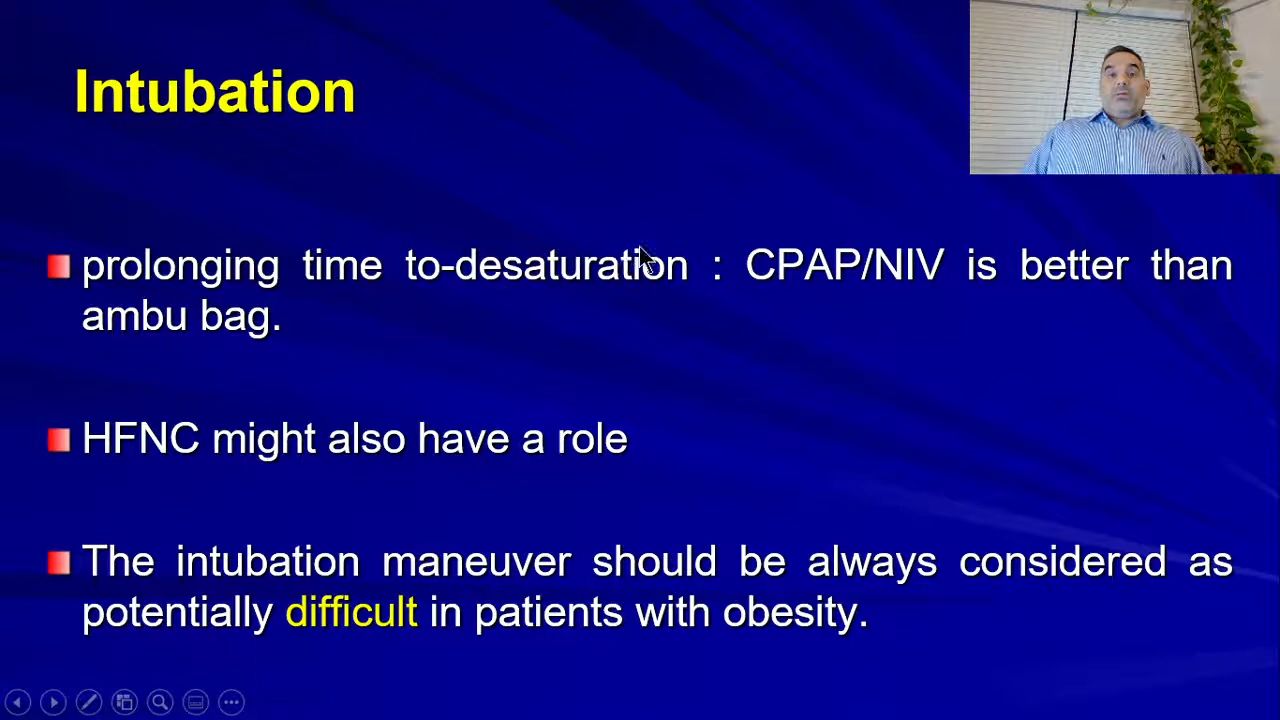 Intubation
prolonging time to-desaturation : CPAP/NIV is better than
ambu bag.
HFNC might also have a role
The intubation maneuver should be always considered as
potentially difficult in patients with obesity.